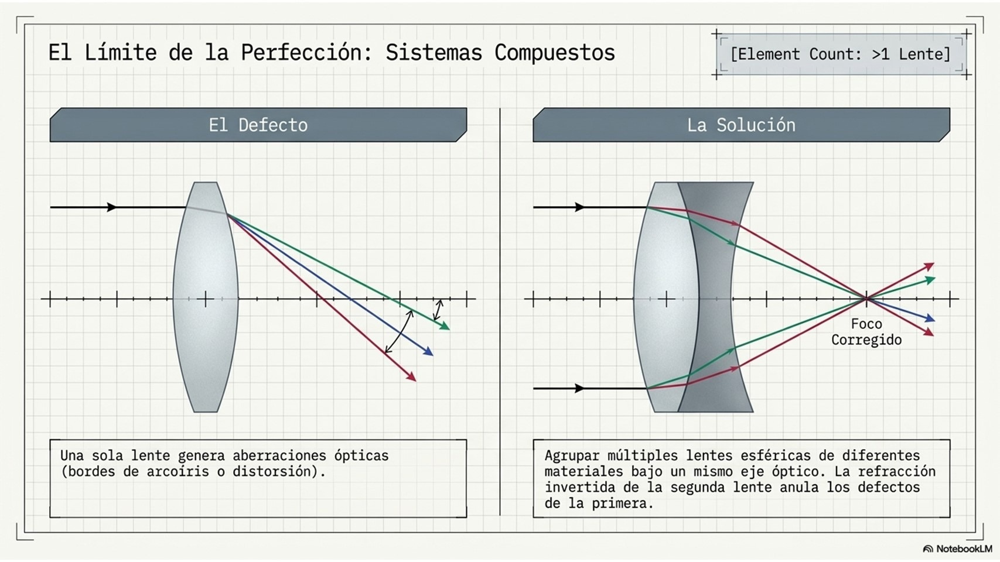 El Límite de la Perfección: Sistemas Compuestos
[Element Count: >1 Lente]
El Defecto
La Solución
Foco
Corregido
Una sola lente genera aberraciones ópticas
(bordes de arcoíris o distorsión).
Agrupar múltiples lentes esféricas de diferentes
materiales bajo un mismo eje óptico. La refracción
invertida de la segunda lente anula los defectos
de la primera.
NotebookLM